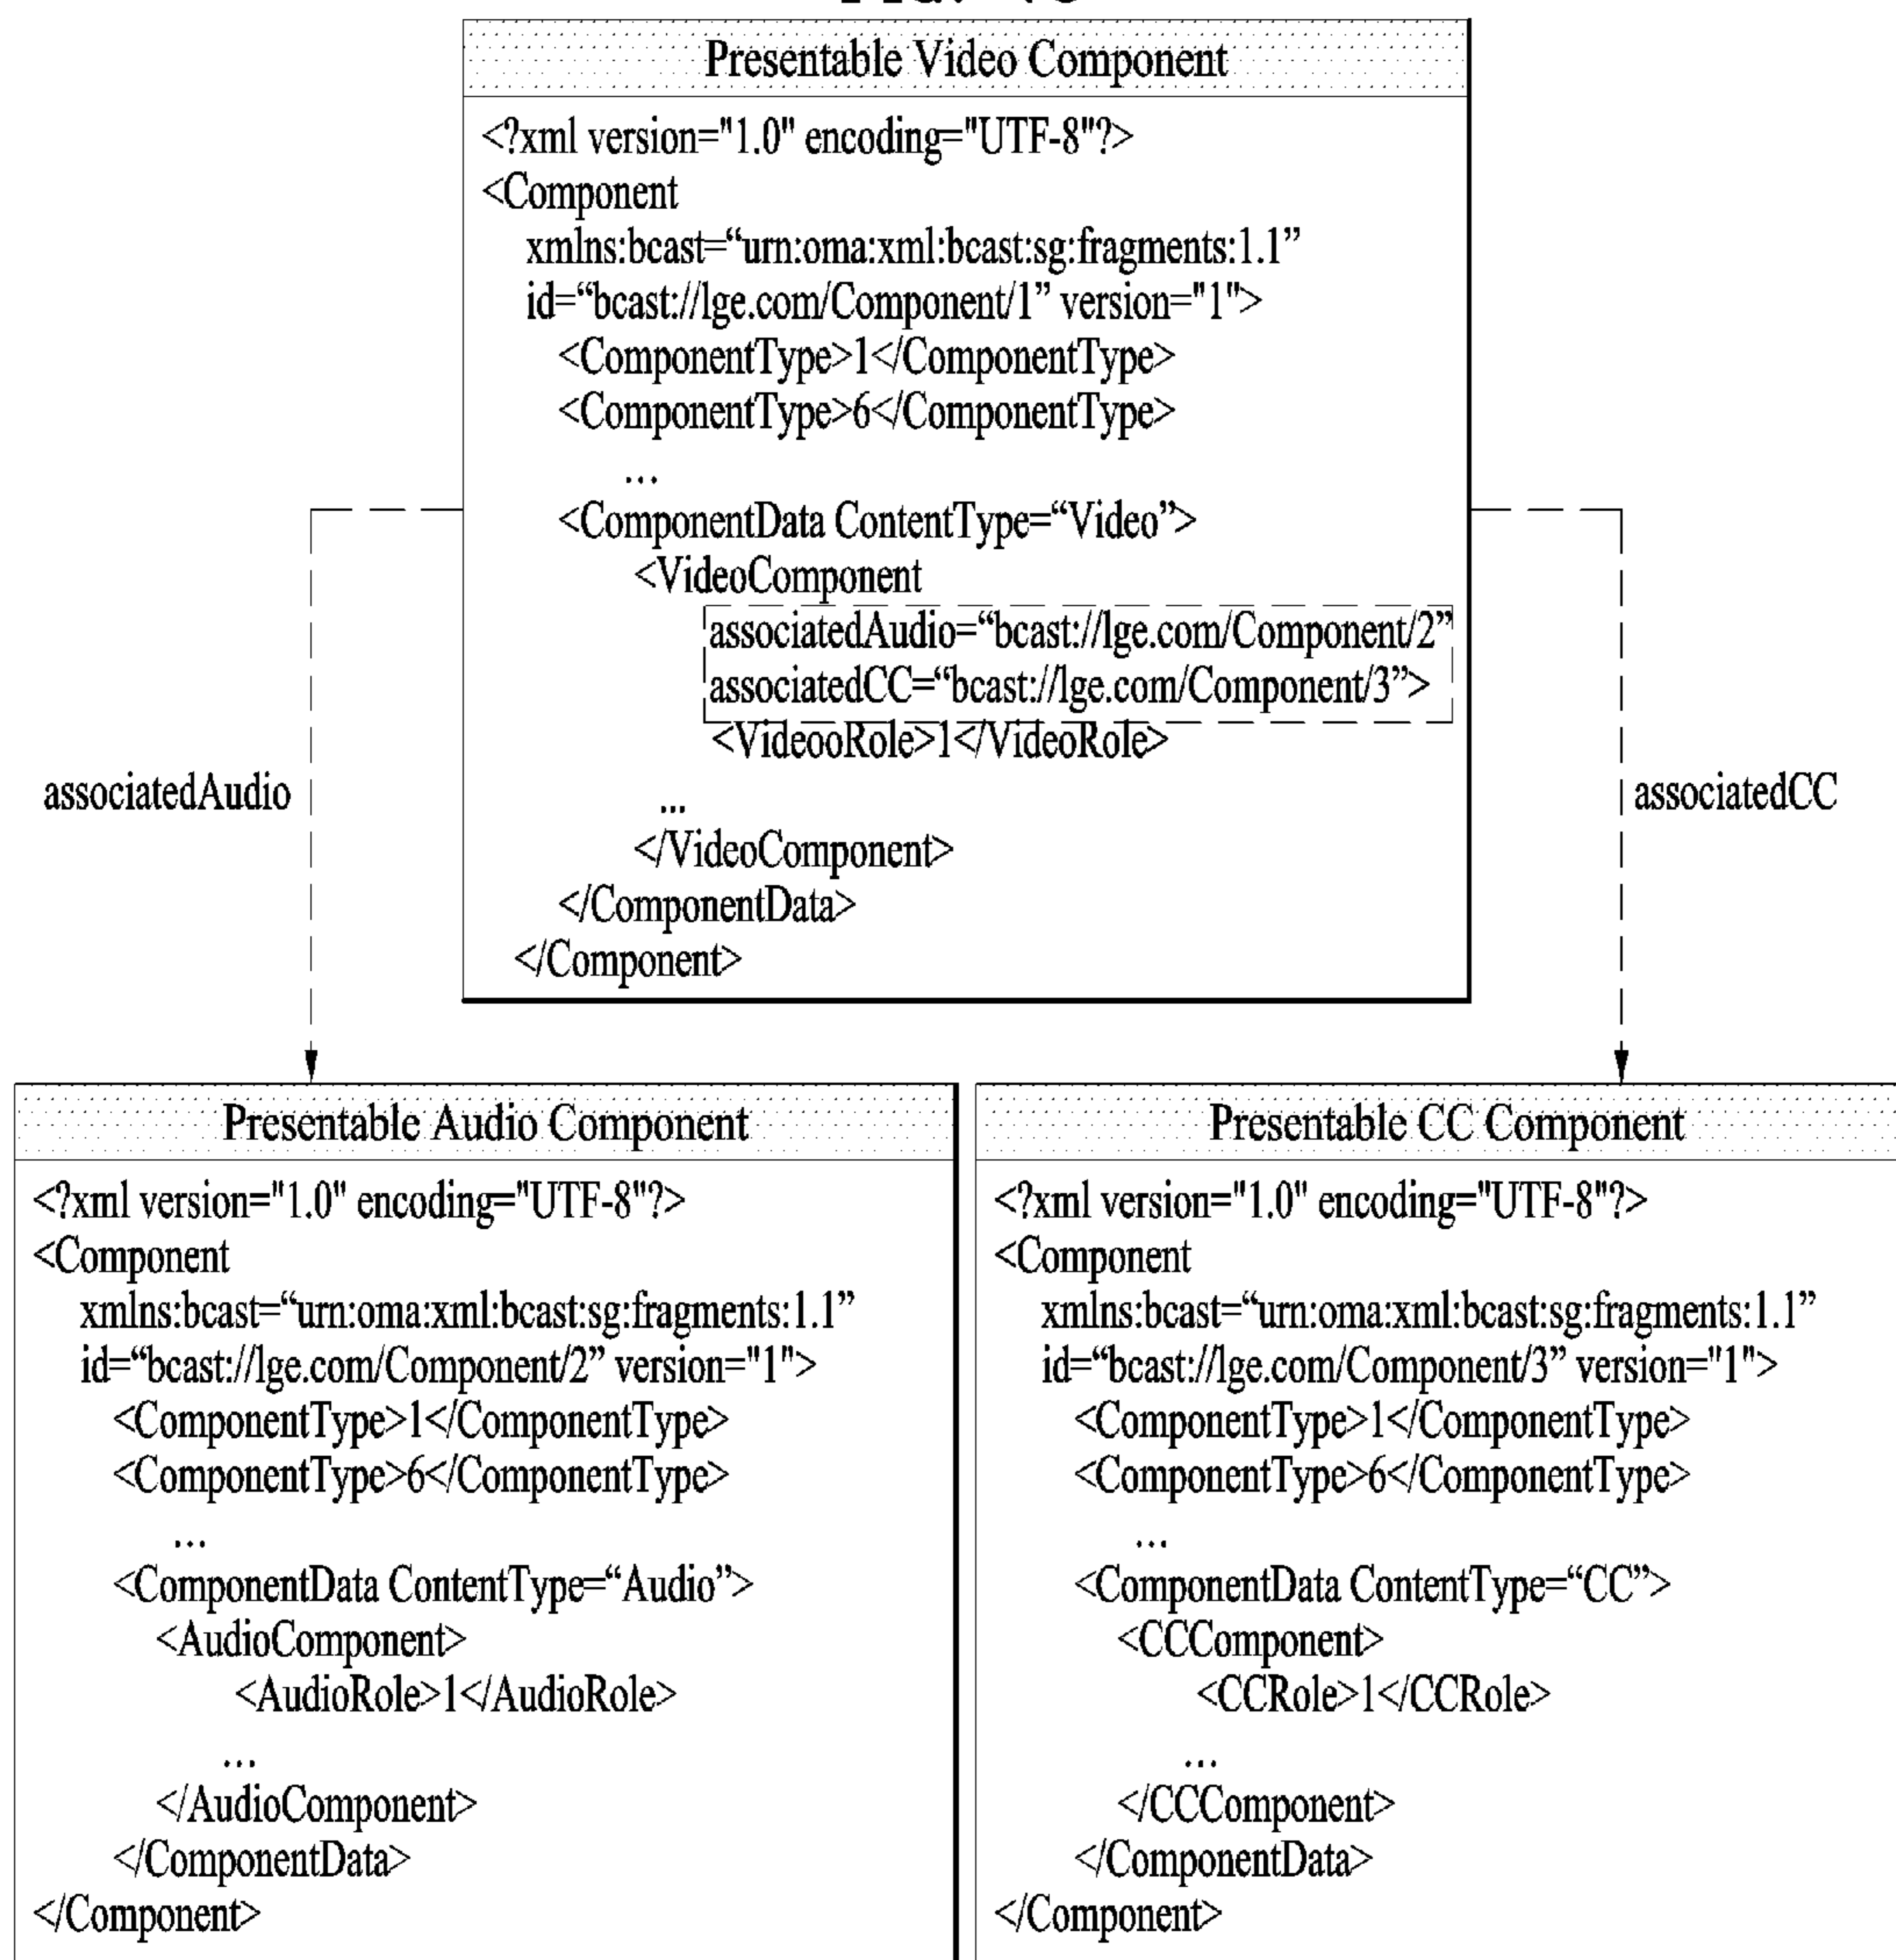 Presentable Video Component
<?xml version="1.0" encoding="UTF-8"?>
<Component
xmlns:bcast=“urn:oma:xml:bcast:sg:fragments:1.1”
id=“bcast://lge.com/Component/1” version="1">
<ComponentType>1</ComponentType>
<ComponentType>6</ComponentType>
...
<ComponentData ContentType=“Video”>
<VideoComponent
associatedAudio=“bcast://lge.com/Component/2”
associatedCC=“bcast://lge.com/Component/3”>
<VideooRole>1</VideoRole>
...
</VideoComponent>
</ComponentData>
</Component>
associatedAudio
associatedCC
Presentable Audio Component
<?xml version="1.0" encoding="UTF-8"?>
<Component
xmlns:bcast=“urn:oma:xml:bcast:sg:fragments:1.1”
id=“bcast://lge.com/Component/2” version="1">
<ComponentType>1</ComponentType>
<ComponentType>6</ComponentType>
...
<ComponentData ContentType=“Audio”>
<AudioComponent>
<AudioRole>1</AudioRole>
...
</AudioComponent>
</ComponentData>
</Component>
Presentable CC Component
<?xml version="1.0" encoding="UTF-8"?>
<Component
xmlns:bcast=“urn:oma:xml:bcast:sg:fragments:1.1”
id=“bcast://lge.com/Component/3” version="1">
<ComponentType>1</ComponentType>
<ComponentType>6</ComponentType>
...
<ComponentData ContentType=“CC”>
<CCComponent>
<CCRole>1</CCRole>
...
</CCComponent>
</ComponentData>
</Component>